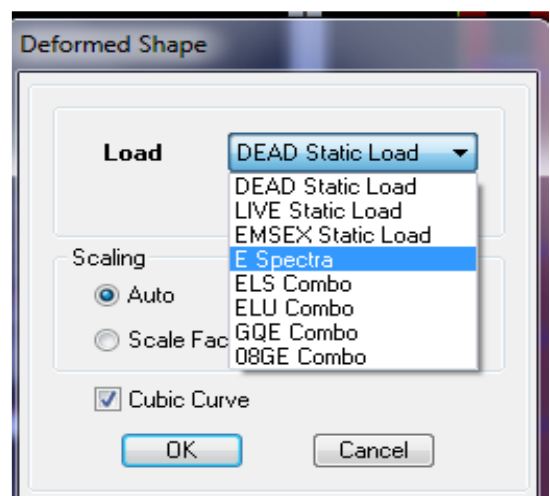 Deformed Shape
Load
DEAD Static Load
DEAD Static Load
LIVE Static Load
EMSEX Static Load
E Spectra
ELS Combo
ELU Combo
GQE Combo
08GE Combo
Scaling
Auto
Scale Fac
Cubic Curve
OK
Cancel